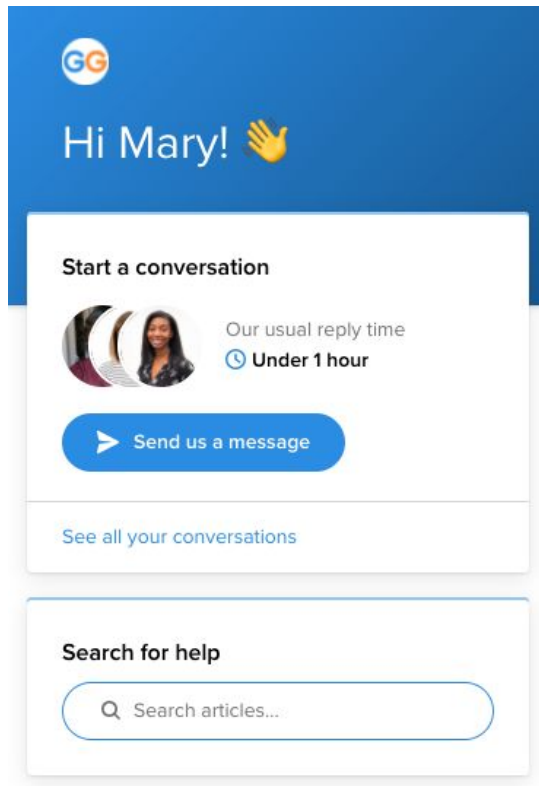 GG
Hi Mary! 👋
Start a conversation
Our usual reply time
Under 1 hour
Send us a message
See all your conversations
Search for help
Search articles...